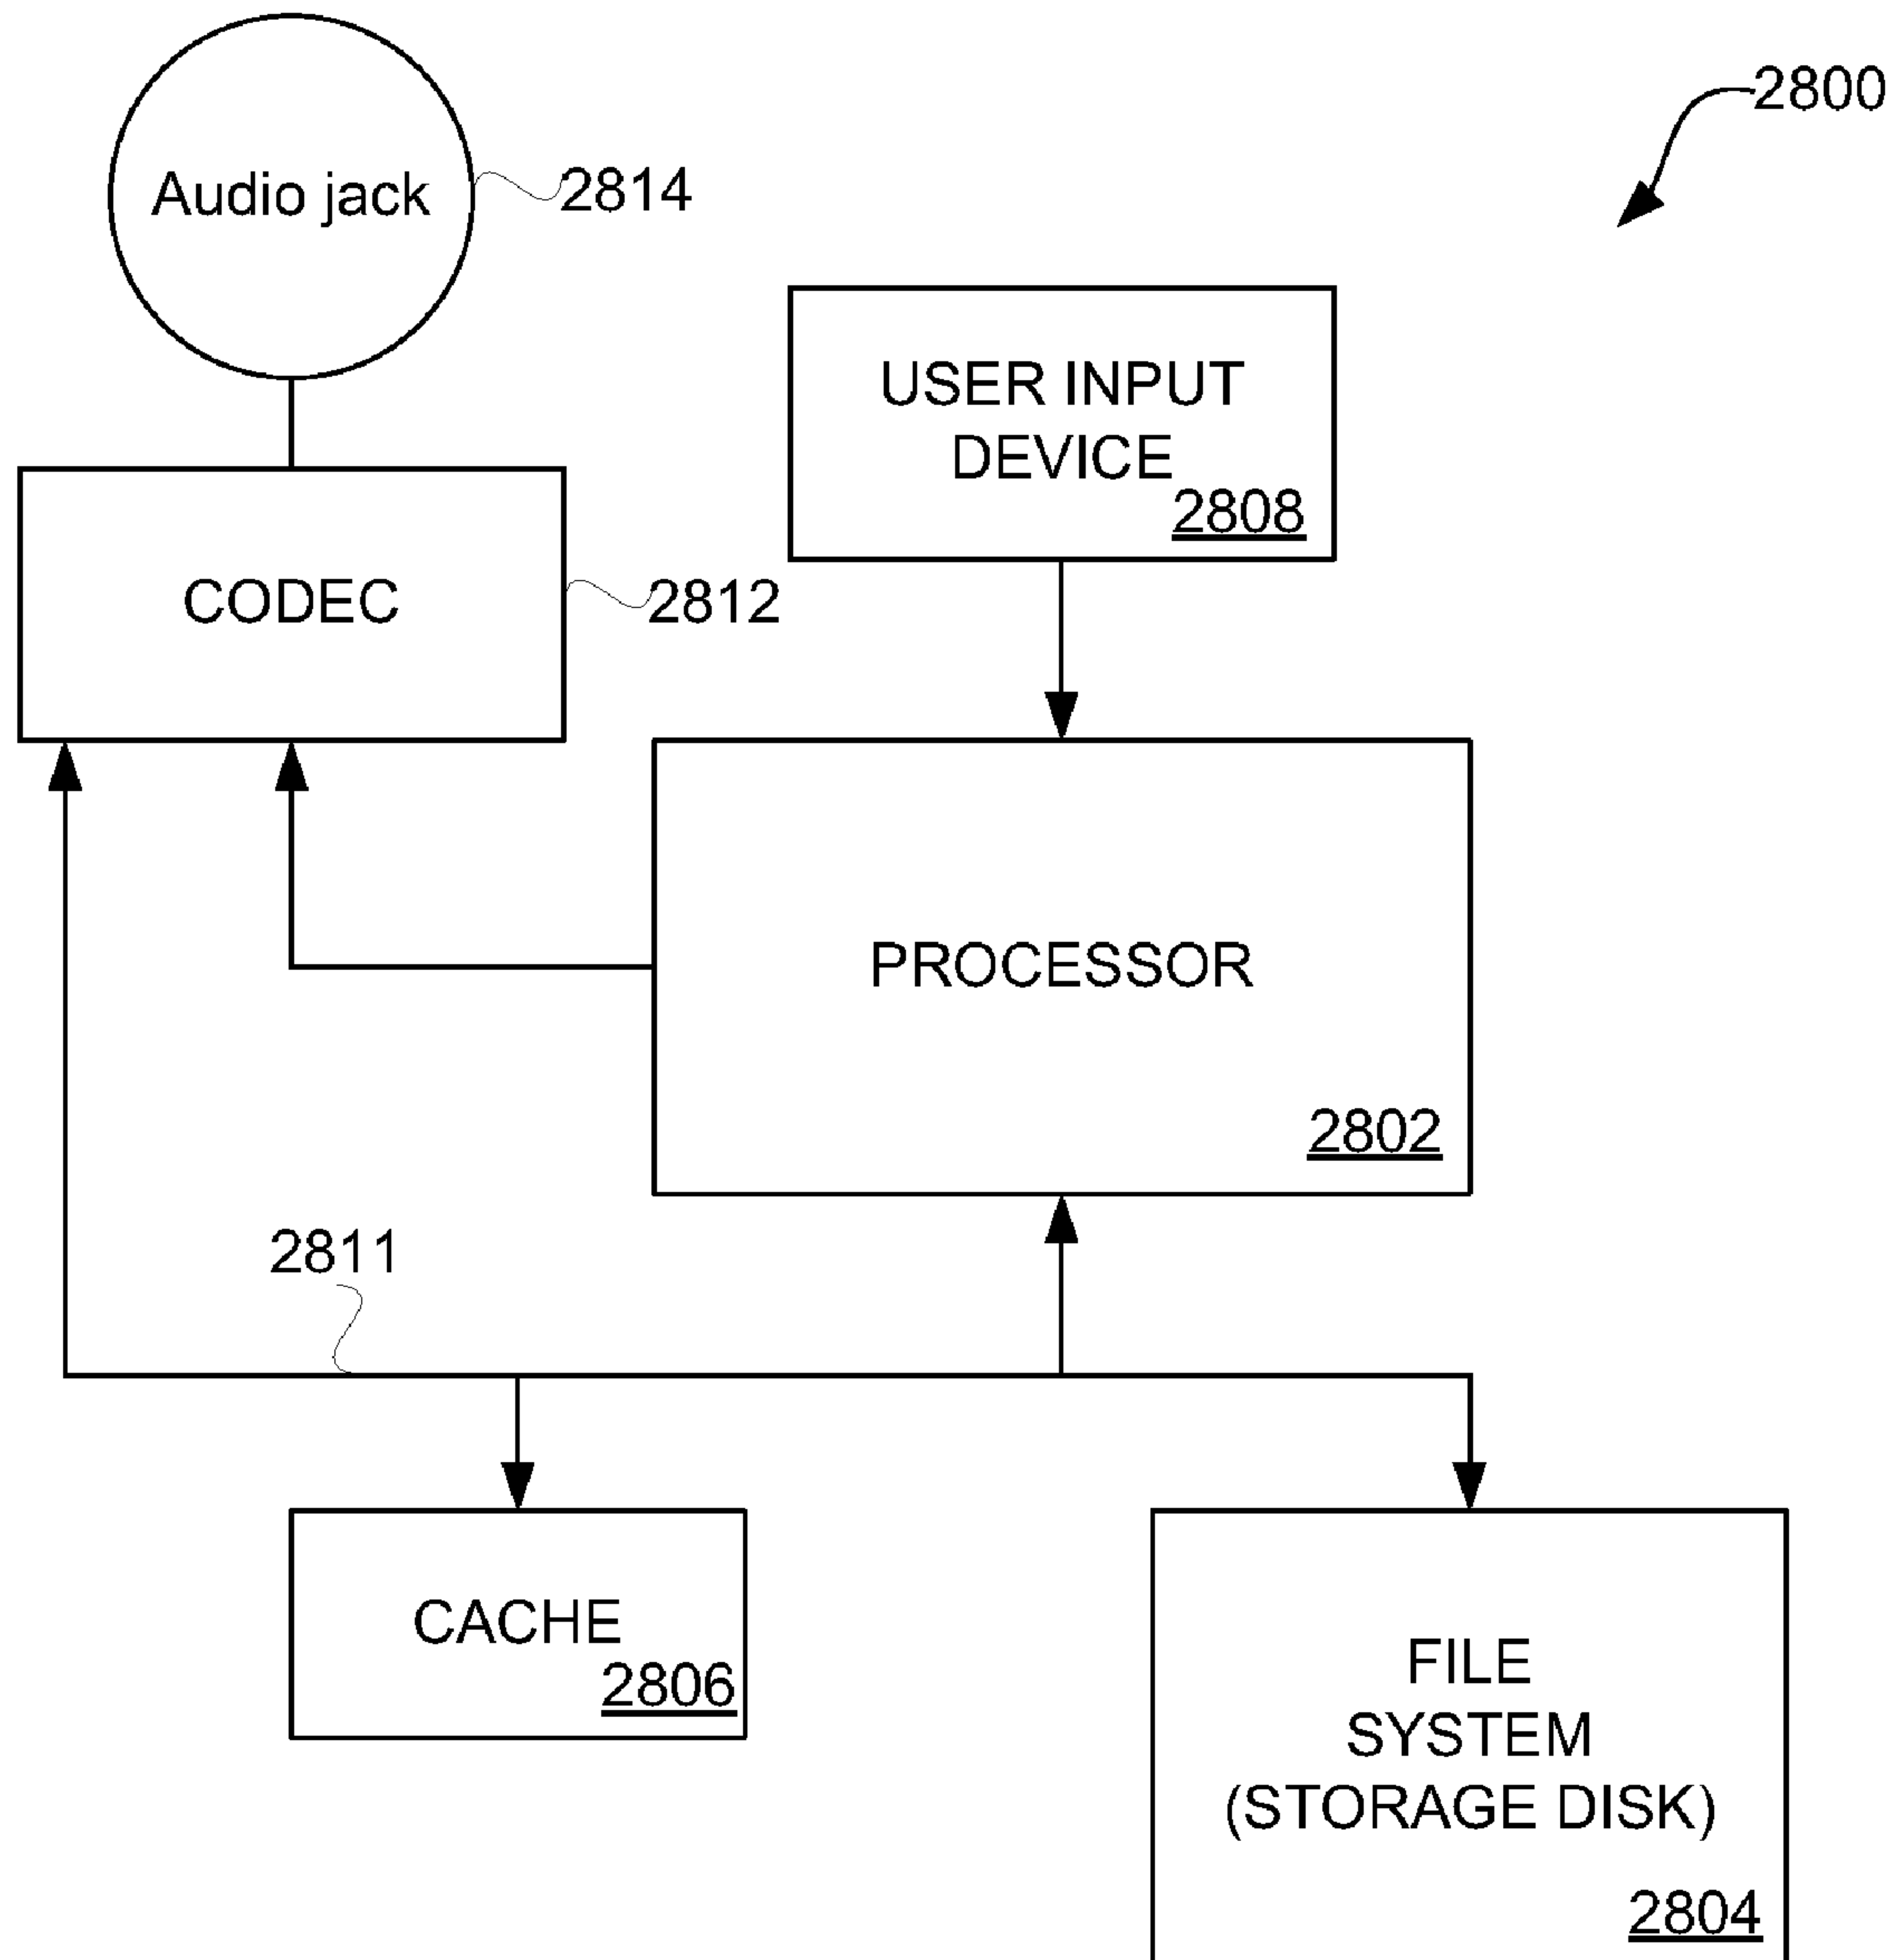 2800
Audio jack
2814
USER INPUT
DEVICE
2808
CODEC
2812
PROCESSOR
2802
2811
CACHE
2806
FILE
SYSTEM
(STORAGE DISK)
2804